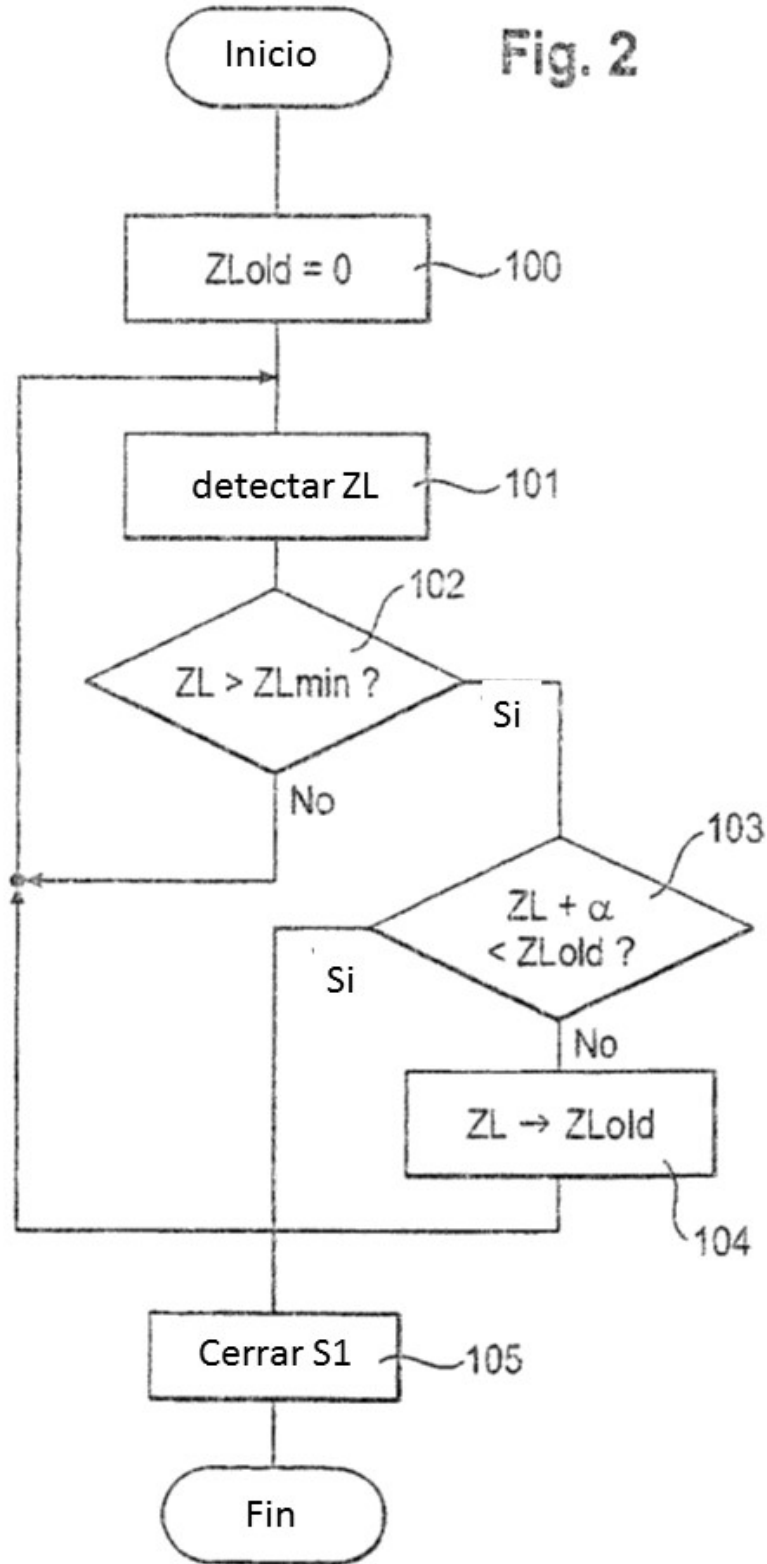 Inicio
Fig. 2
ZLold = 0
100
detectar ZL
101
102
ZL > ZLmin ?
Si
No
103
ZL + α
< ZLold ?
Si
No
ZL → ZLold
104
Cerrar S1
105
Fin